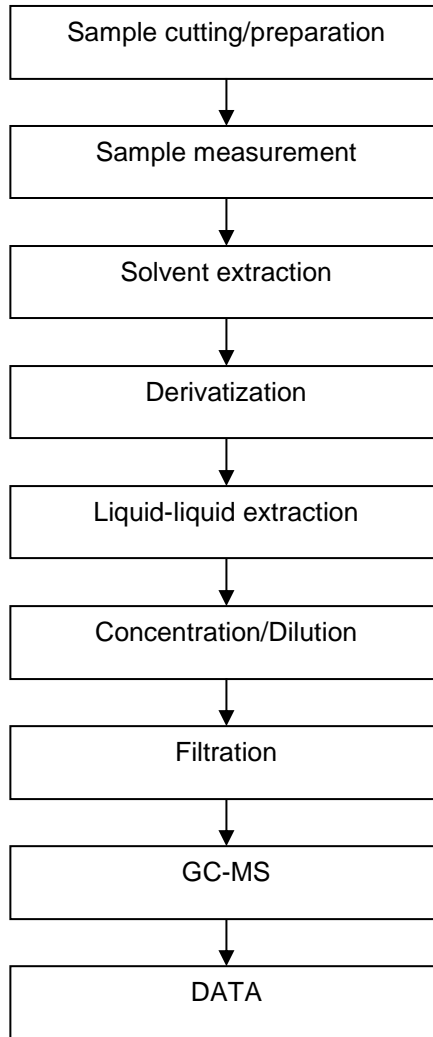 Sample cutting/preparation
Sample measurement
Solvent extraction
Derivatization
Liquid-liquid extraction
Concentration/Dilution
Filtration
GC-MS
DATA